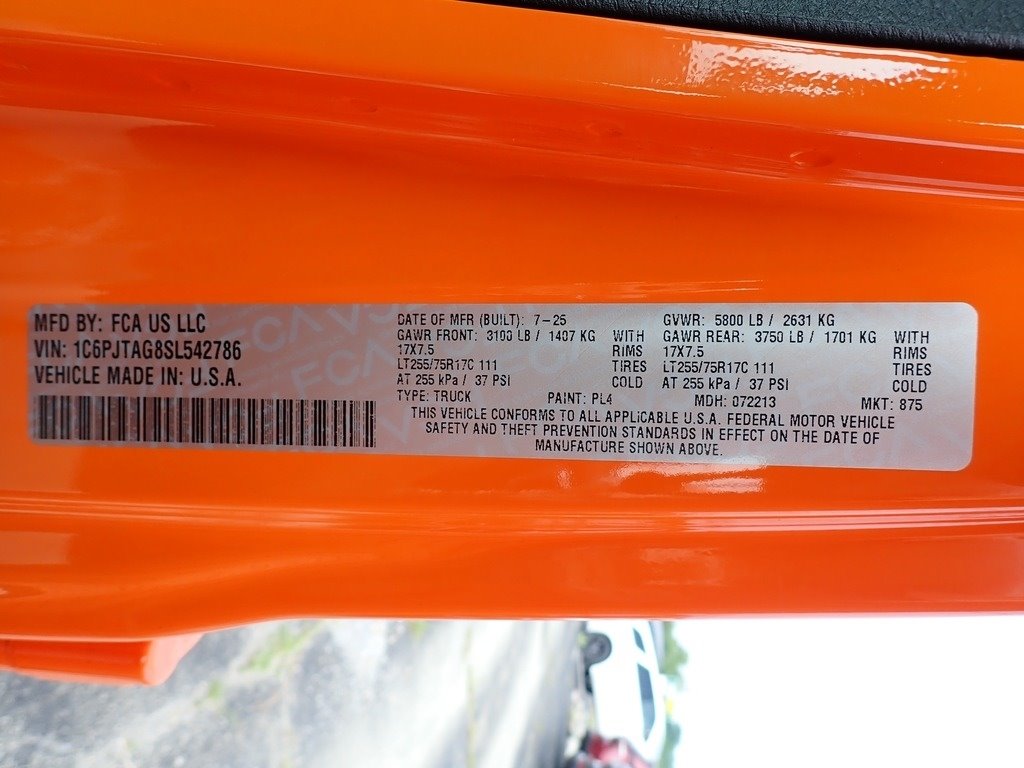 MFD BY: FCA US LLC
VIN: 1C6PJTAG8SL542786
VEHICLE MADE IN: U.S.A.
DATE OF MFR (BUILT): 7-25 GVWR: 5800 LB / 2631 KG
GAWR FRONT: 3100 LB / 1407 KG WITH GAWR REAR: 3750 LB / 1701 KG WITH
17X7.5 RIMS 17X7.5 RIMS
LT255/75R17C 111 TIRES LT255/75R17C 111 TIRES
AT 255 kPa / 37 PSI COLD AT 255 kPa / 37 PSI COLD
TYPE: TRUCK PAINT: PL4 MDH: 072213 MKT: 875
THIS VEHICLE CONFORMS TO ALL APPLICABLE U.S.A. FEDERAL MOTOR VEHICLE
SAFETY AND THEFT PREVENTION STANDARDS IN EFFECT ON THE DATE OF
MANUFACTURE SHOWN ABOVE.